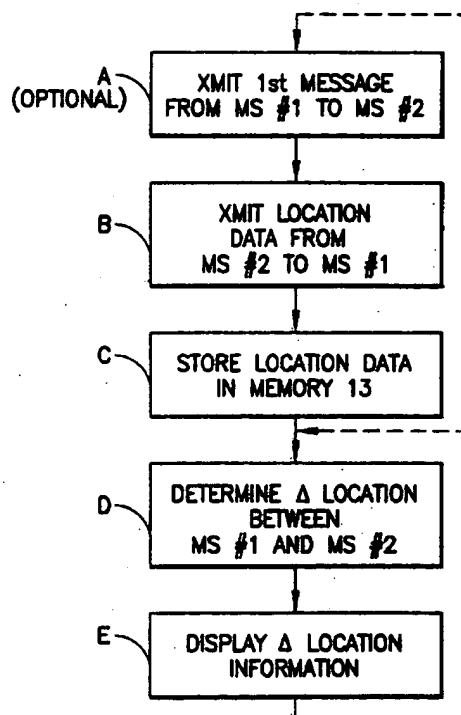 A
(OPTIONAL)
XMIT 1st MESSAGE
FROM MS #1 TO MS #2
B
XMIT LOCATION
DATA FROM
MS #2 TO MS #1
C
STORE LOCATION DATA
IN MEMORY 13
D
DETERMINE Δ LOCATION
BETWEEN
MS #1 AND MS #2
E
DISPLAY Δ LOCATION
INFORMATION